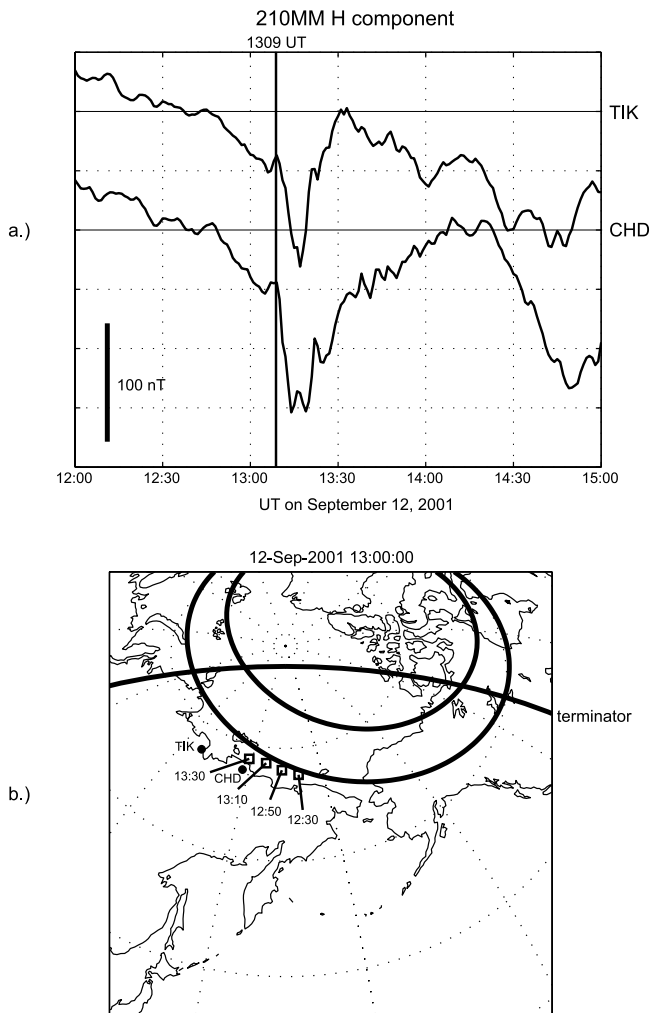 210MM H component
1309 UT
TIK
CHD
a.)
100 nT
12:00 12:30 13:00 13:30 14:00 14:30 15:00
UT on September 12, 2001
12-Sep-2001 13:00:00
terminator
TIK
13:30
CHD
13:10
12:50
12:30
b.)